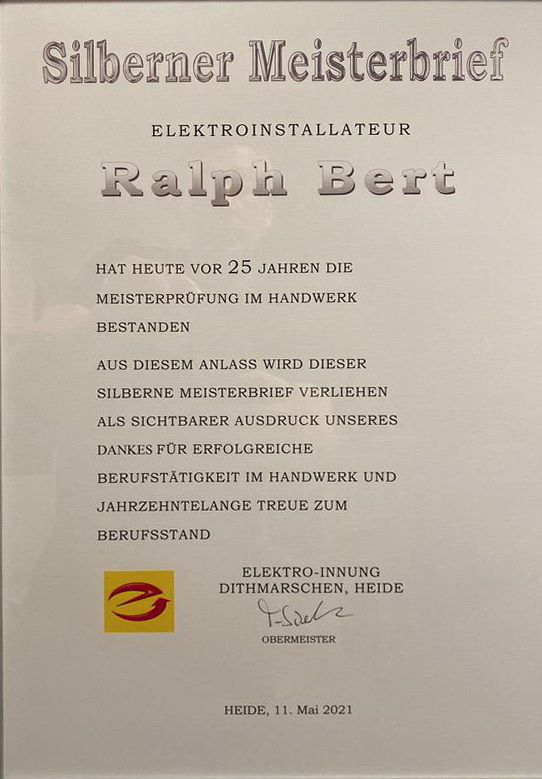 Silberner Meisterbrief
ELEKTROINSTALLATEUR
Ralph Bert
HAT HEUTE VOR 25 JAHREN DIE
MEISTERPRÜFUNG IM HANDWERK
BESTANDEN
AUS DIESEM ANLASS WIRD DIESER
SILBERNE MEISTERBRIEF VERLIEHEN
ALS SICHTBARER AUSDRUCK UNSERES
DANKES FÜR ERFOLGREICHE
BERUFSTÄTIGKEIT IM HANDWERK UND
JAHRZEHNTELANGE TREUE ZUM
BERUFSSTAND
ELEKTRO-INNUNG
DITHMARSCHEN, HEIDE
OBERMEISTER
HEIDE, 11. Mai 2021